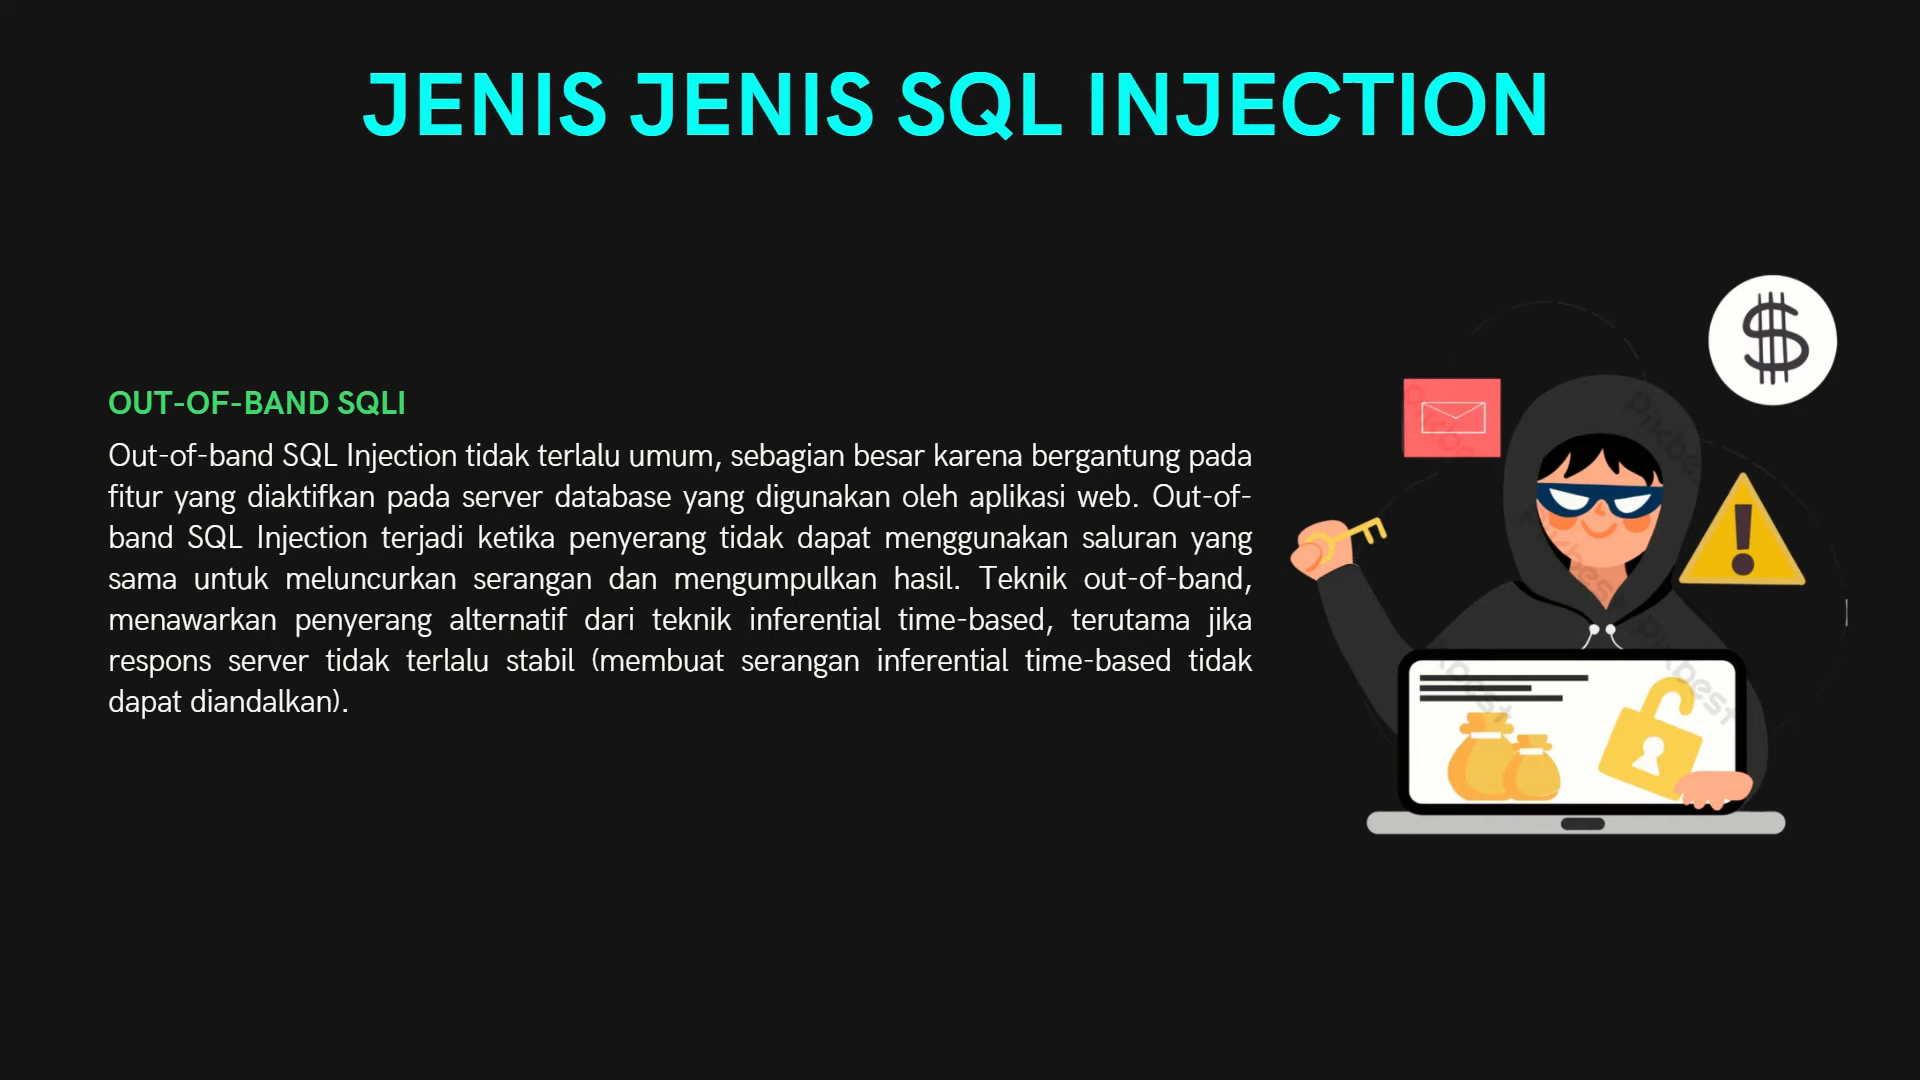 JENIS JENIS SQL INJECTION
OUT-OF-BAND SQLI
Out-of-band SQL Injection tidak terlalu umum, sebagian besar karena bergantung pada
fitur yang diaktifkan pada server database yang digunakan oleh aplikasi web. Out-of-
band SQL Injection terjadi ketika penyerang tidak dapat menggunakan saluran yang
sama untuk meluncurkan serangan dan mengumpulkan hasil. Teknik out-of-band,
menawarkan penyerang alternatif dari teknik inferential time-based, terutama jika
respons server tidak terlalu stabil (membuat serangan inferential time-based tidak
dapat diandalkan).